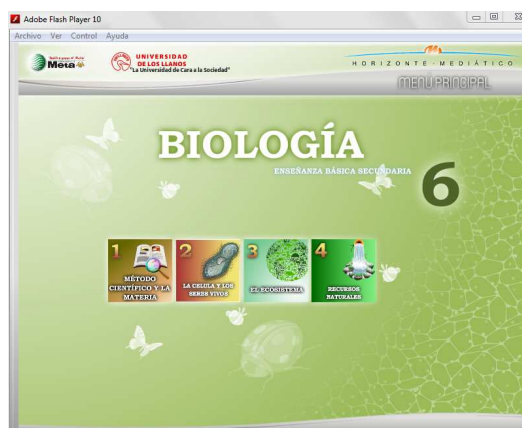 Adobe Flash Player 10
Archivo Ver Control Ayuda
Meta
UNIVERSIDAD
DE LOS LLANOS
"La Universidad de Cara a la Sociedad"
HORIZONTE - MEDIÁTICO
MENÚ PRINCIPAL
BIOLOGÍA
ENSEÑANZA BÁSICA SECUNDARIA
6
1
MÉTODO
CIENTÍFICO Y LA
MATERIA
2
LA CELULA Y LOS
SERES VIVOS
3
EL ECOSISTEMA
4
RECURSOS
NATURALES